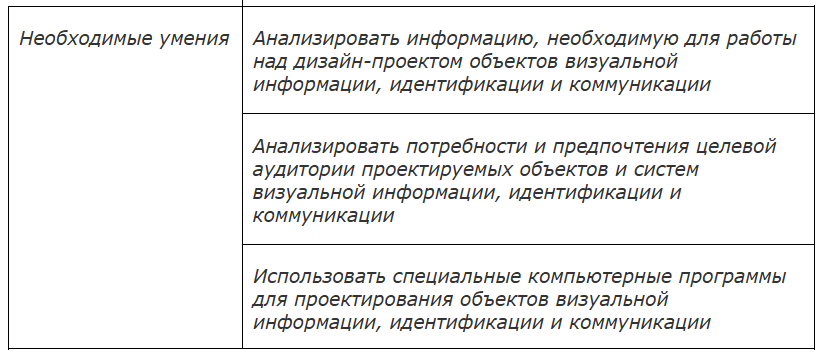 Необходимые умения
Анализировать информацию, необходимую для работы
над дизайн-проектом объектов визуальной
информации, идентификации и коммуникации
Анализировать потребности и предпочтения целевой
аудитории проектируемых объектов и систем
визуальной информации, идентификации и
коммуникации
Использовать специальные компьютерные программы
для проектирования объектов визуальной
информации, идентификации и коммуникации